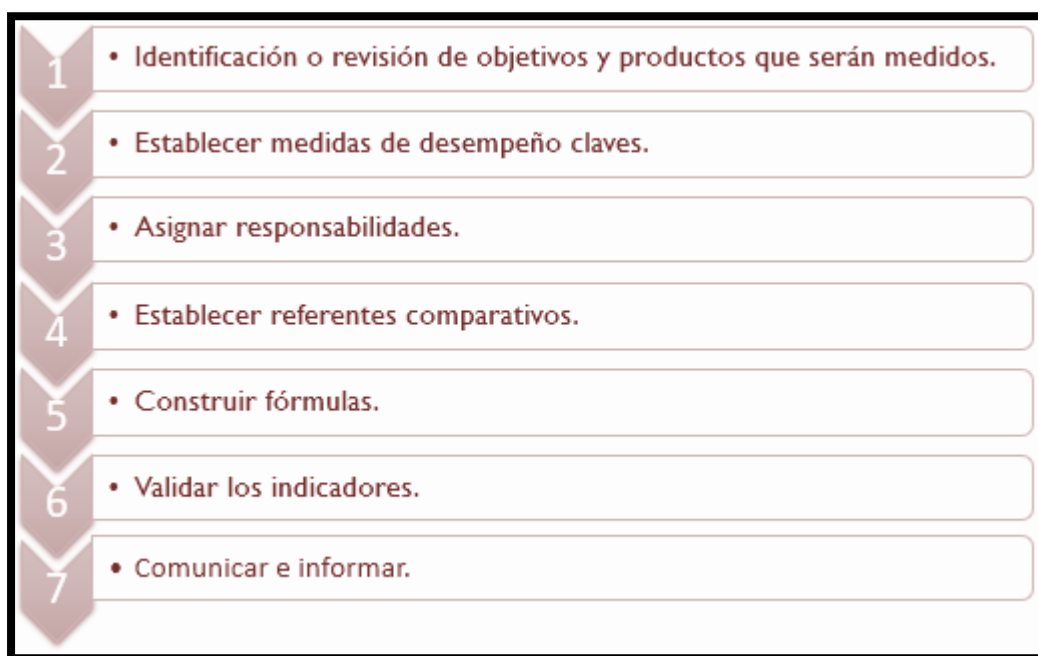 1 • Identificación o revisión de objetivos y productos que serán medidos.
2 • Establecer medidas de desempeño claves.
3 • Asignar responsabilidades.
4 • Establecer referentes comparativos.
5 • Construir fórmulas.
6 • Validar los indicadores.
7 • Comunicar e informar.